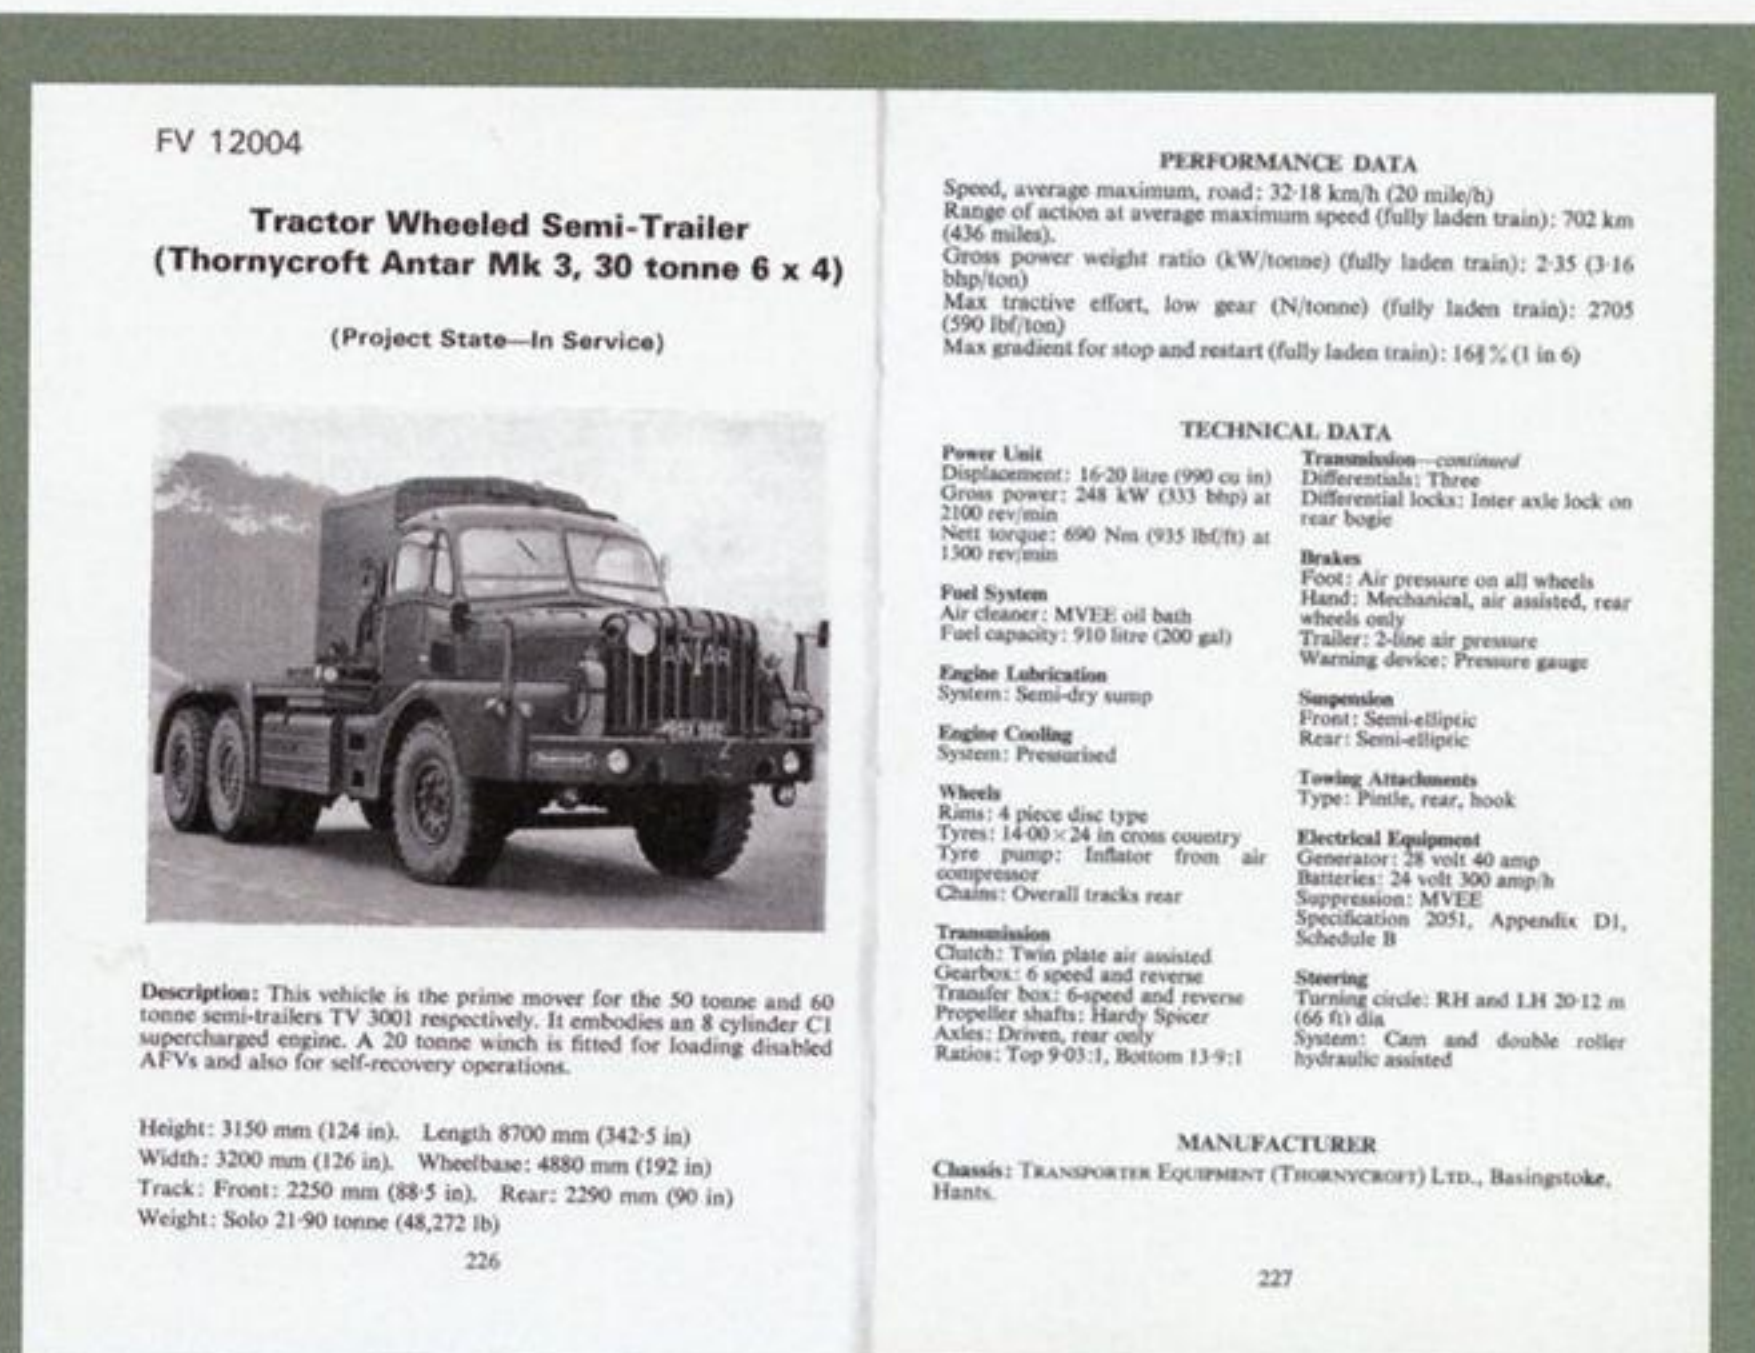 FV 12004
Tractor Wheeled Semi-Trailer
(Thornycroft Antar Mk 3, 30 tonne 6 x 4)
(Project State—In Service)
ANTAR
Description: This vehicle is the prime mover for the 50 tonne and 60
tonne semi-trailers TV 3001 respectively. It embodies an 8 cylinder C1
supercharged engine. A 20 tonne winch is fitted for loading disabled
AFVs and also for self-recovery operations.
Height: 3150 mm (124 in). Length 8700 mm (342·5 in)
Width: 3200 mm (126 in). Wheelbase: 4880 mm (192 in)
Track: Front: 2250 mm (88·5 in). Rear: 2290 mm (90 in)
Weight: Solo 21·90 tonne (48,272 lb)
226
PERFORMANCE DATA
Speed, average maximum, road: 32·18 km/h (20 mile/h)
Range of action at average maximum speed (fully laden train): 702 km
(436 miles).
Gross power weight ratio (kW/tonne) (fully laden train): 2·35 (3·16
bhp/ton)
Max tractive effort, low gear (N/tonne) (fully laden train): 2705
(590 lbf/ton)
Max gradient for stop and restart (fully laden train): % (1 in 6)
TECHNICAL DATA
Power Unit
Displacement: 16·20 litre (990 cu in)
Gross power: 248 kW (333 bhp) at
2100 rev/min
Nett torque: 690 Nm (935 lbf/ft) at
1300 rev/min
Fuel System
Air cleaner: MVEE oil bath
Fuel capacity: 910 litre (200 gal)
Engine Lubrication
System: Semi-dry sump
Engine Cooling
System: Pressurised
Wheels
Rims: 4 piece disc type
Tyres: 14·00 × 24 in cross country
Tyre pump: Inflator from air
compressor
Chains: Overall tracks rear
Transmission
Clutch: Twin plate air assisted
Gearbox: 6 speed and reverse
Transfer box: 6-speed and reverse
Propeller shafts: Hardy Spicer
Axles: Driven, rear only
Ratios: Top 9·03:1, Bottom 13·9:1
Transmission—continued
Differentials: Three
Differential locks: Inter axle lock on
rear bogie
Brakes
Foot: Air pressure on all wheels
Hand: Mechanical, air assisted, rear
wheels only
Trailer: 2-line air pressure
Warning device: Pressure gauge
Suspension
Front: Semi-elliptic
Rear: Semi-elliptic
Towing Attachments
Type: Pintle, rear, hook
Electrical Equipment
Generator: 28 volt 40 amp
Batteries: 24 volt 300 amp/h
Suppression: MVEE
Specification 2051, Appendix D1,
Schedule B
Steering
Turning circle: RH and LH 20·12 m
(66 ft) dia
System: Cam and double roller
hydraulic assisted
MANUFACTURER
Chassis: TRANSPORTER EQUIPMENT (THORNYCROFT) LTD., Basingstoke,
Hants.
227